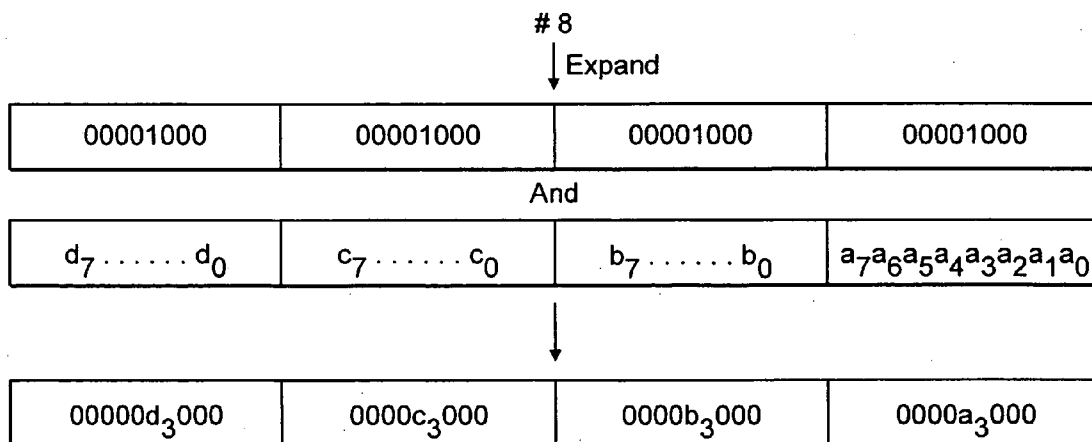 # 8
Expand
00001000 00001000 00001000 00001000
And
d7 . . . . . . d0 c7 . . . . . . c0 b7 . . . . . . b0 a7a6a5a4a3a2a1a0
00000d3000 0000c3000 0000b3000 0000a3000